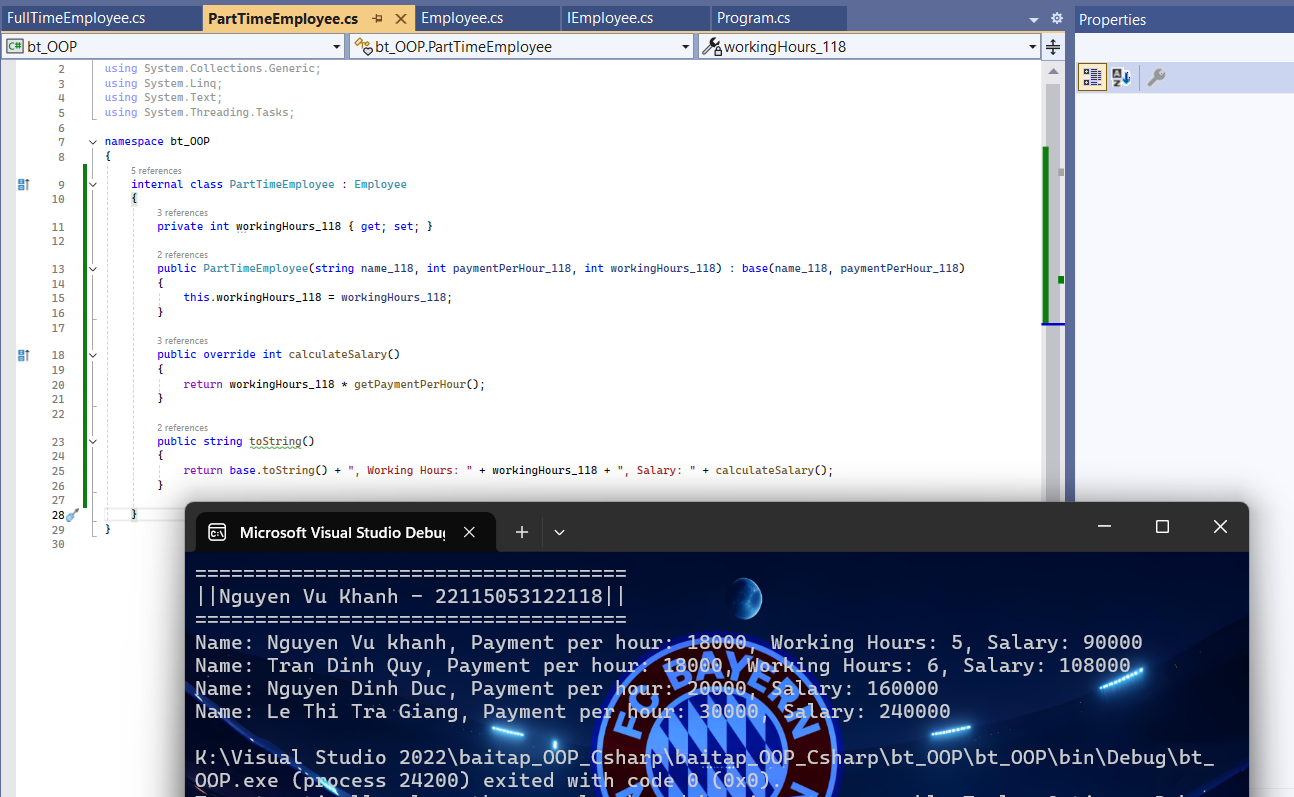 FullTimeEmployee.cs PartTimeEmployee.cs Employee.cs IEmployee.cs Program.cs Properties
C# bt_OOP bt_OOP.PartTimeEmployee workingHours_118
2 using System.Collections.Generic;
3 using System.Linq;
4 using System.Text;
5 using System.Threading.Tasks;
6
7 namespace bt_OOP
8 {
5 references
9 internal class PartTimeEmployee : Employee
10 {
3 references
11 private int workingHours_118 { get; set; }
12
2 references
13 public PartTimeEmployee(string name_118, int paymentPerHour_118, int workingHours_118) : base(name_118, paymentPerHour_118)
14 {
15 this.workingHours_118 = workingHours_118;
16 }
17
3 references
18 public override int calculateSalary()
19 {
20 return workingHours_118 * getPaymentPerHour();
21 }
22
2 references
23 public string toString()
24 {
25 return base.toString() + ", Working Hours: " + workingHours_118 + ", Salary: " + calculateSalary();
26 }
27
28 }
29 }
30
Microsoft Visual Studio Debu
=====================================
||Nguyen Vu Khanh - 22115053122118||
=====================================
Name: Nguyen Vu khanh, Payment per hour: 18000, Working Hours: 5, Salary: 90000
Name: Tran Dinh Quy, Payment per hour: 18000, Working Hours: 6, Salary: 108000
Name: Nguyen Dinh Duc, Payment per hour: 20000, Salary: 160000
Name: Le Thi Tra Giang, Payment per hour: 30000, Salary: 240000
FC BAYERN
K:\Visual Studio 2022\baitap_OOP_Csharp\baitap_OOP_Csharp\bt_OOP\bt_OOP\bin\Debug\bt_
OOP.exe (process 24200) exited with code 0 (0x0).